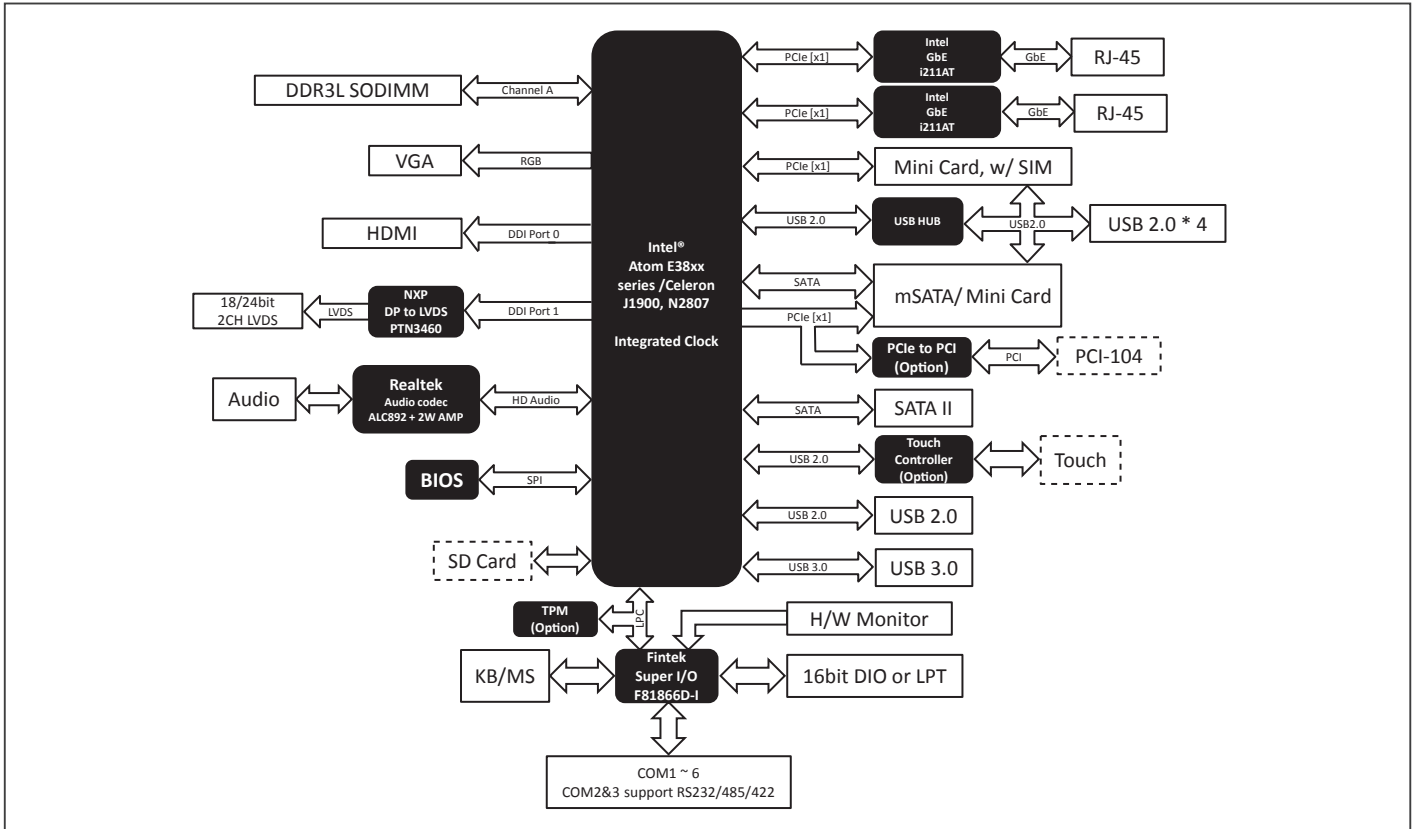 DDR3L SODIMM
Channel A
VGA
RGB
HDMI
DDI Port 0
18/24bit
2CH LVDS
LVDS
NXP
DP to LVDS
PTN3460
DDI Port 1
Audio
Realtek
Audio codec
ALC892 + 2W AMP
HD Audio
BIOS
SPI
SD Card
Intel®
Atom E38xx
series /Celeron
J1900, N2807
Integrated Clock
PCIe [x1]
Intel
GbE
i211AT
GbE
RJ-45
PCIe [x1]
Intel
GbE
i211AT
GbE
RJ-45
PCIe [x1]
Mini Card, w/ SIM
USB 2.0
USB HUB
USB2.0
USB 2.0 * 4
SATA
mSATA/ Mini Card
PCIe [x1]
PCIe to PCI
(Option)
PCI
PCI-104
SATA
SATA II
USB 2.0
Touch
Controller
(Option)
Touch
USB 2.0
USB 2.0
USB 3.0
USB 3.0
TPM
(Option)
LPC
H/W Monitor
KB/MS
Fintek
Super I/O
F81866D-I
16bit DIO or LPT
COM1 ~ 6
COM2&3 support RS232/485/422